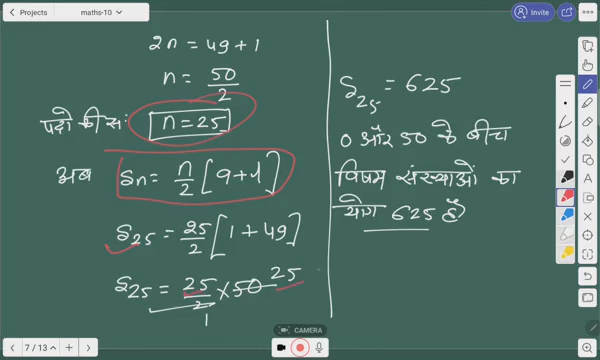 Projects
maths-10
Invite
2n = 49 + 1
n = 50/2
पदो की सं: n = 25
अब Sn = n/2 [a + l]
S25 = 25/2 [1 + 49]
S25 = 25/2 × 50 25
1
S25 = 625
0 और 50 के बीच
विषम संख्याओं का
योग 625 है
7 / 13
CAMERA